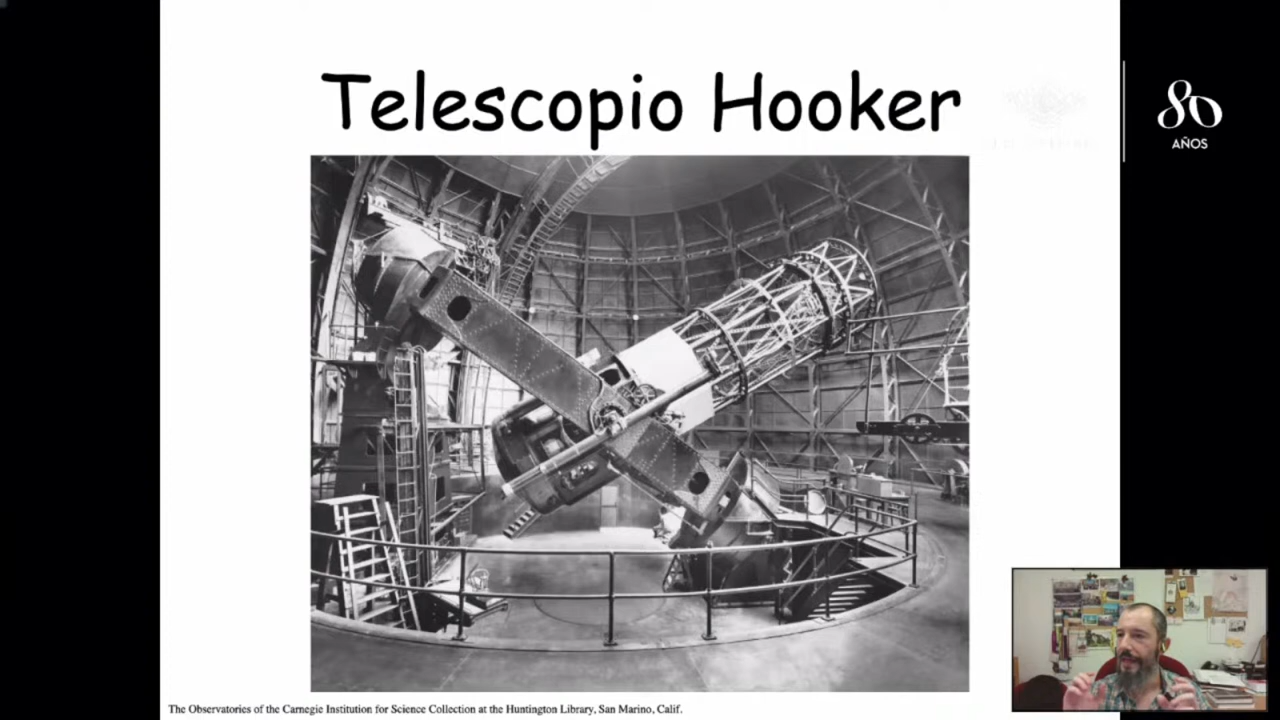 Telescopio Hooker
80
AÑOS
The Observatories of the Carnegie Institution for Science Collection at the Huntington Library, San Marino, Calif.